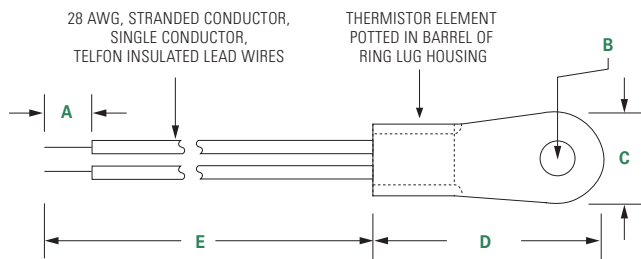 28 AWG, STRANDED CONDUCTOR,
SINGLE CONDUCTOR,
TELFON INSULATED LEAD WIRES
THERMISTOR ELEMENT
POTTED IN BARREL OF
RING LUG HOUSING
B
A
C
E
D